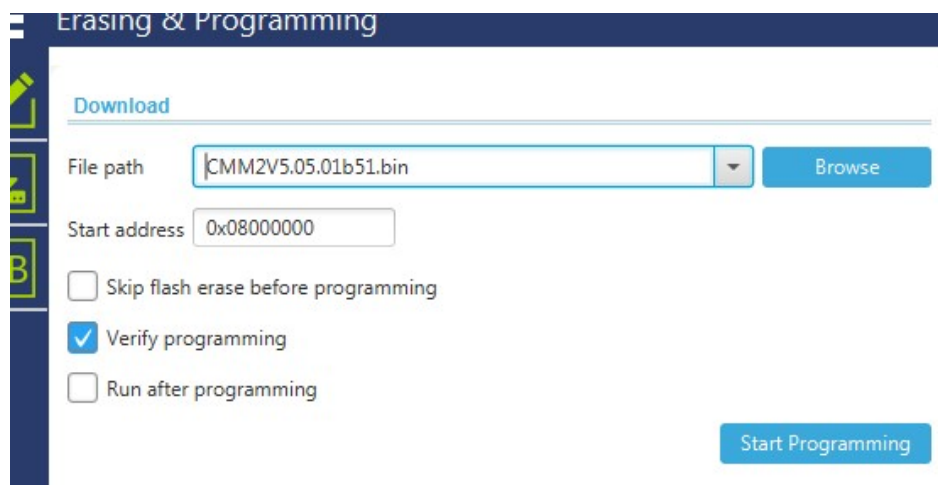 Erasing & Programming
Download
File path CMM2V5.05.01b51.bin Browse
Start address 0x08000000
Skip flash erase before programming
B
Verify programming
Run after programming
Start Programming